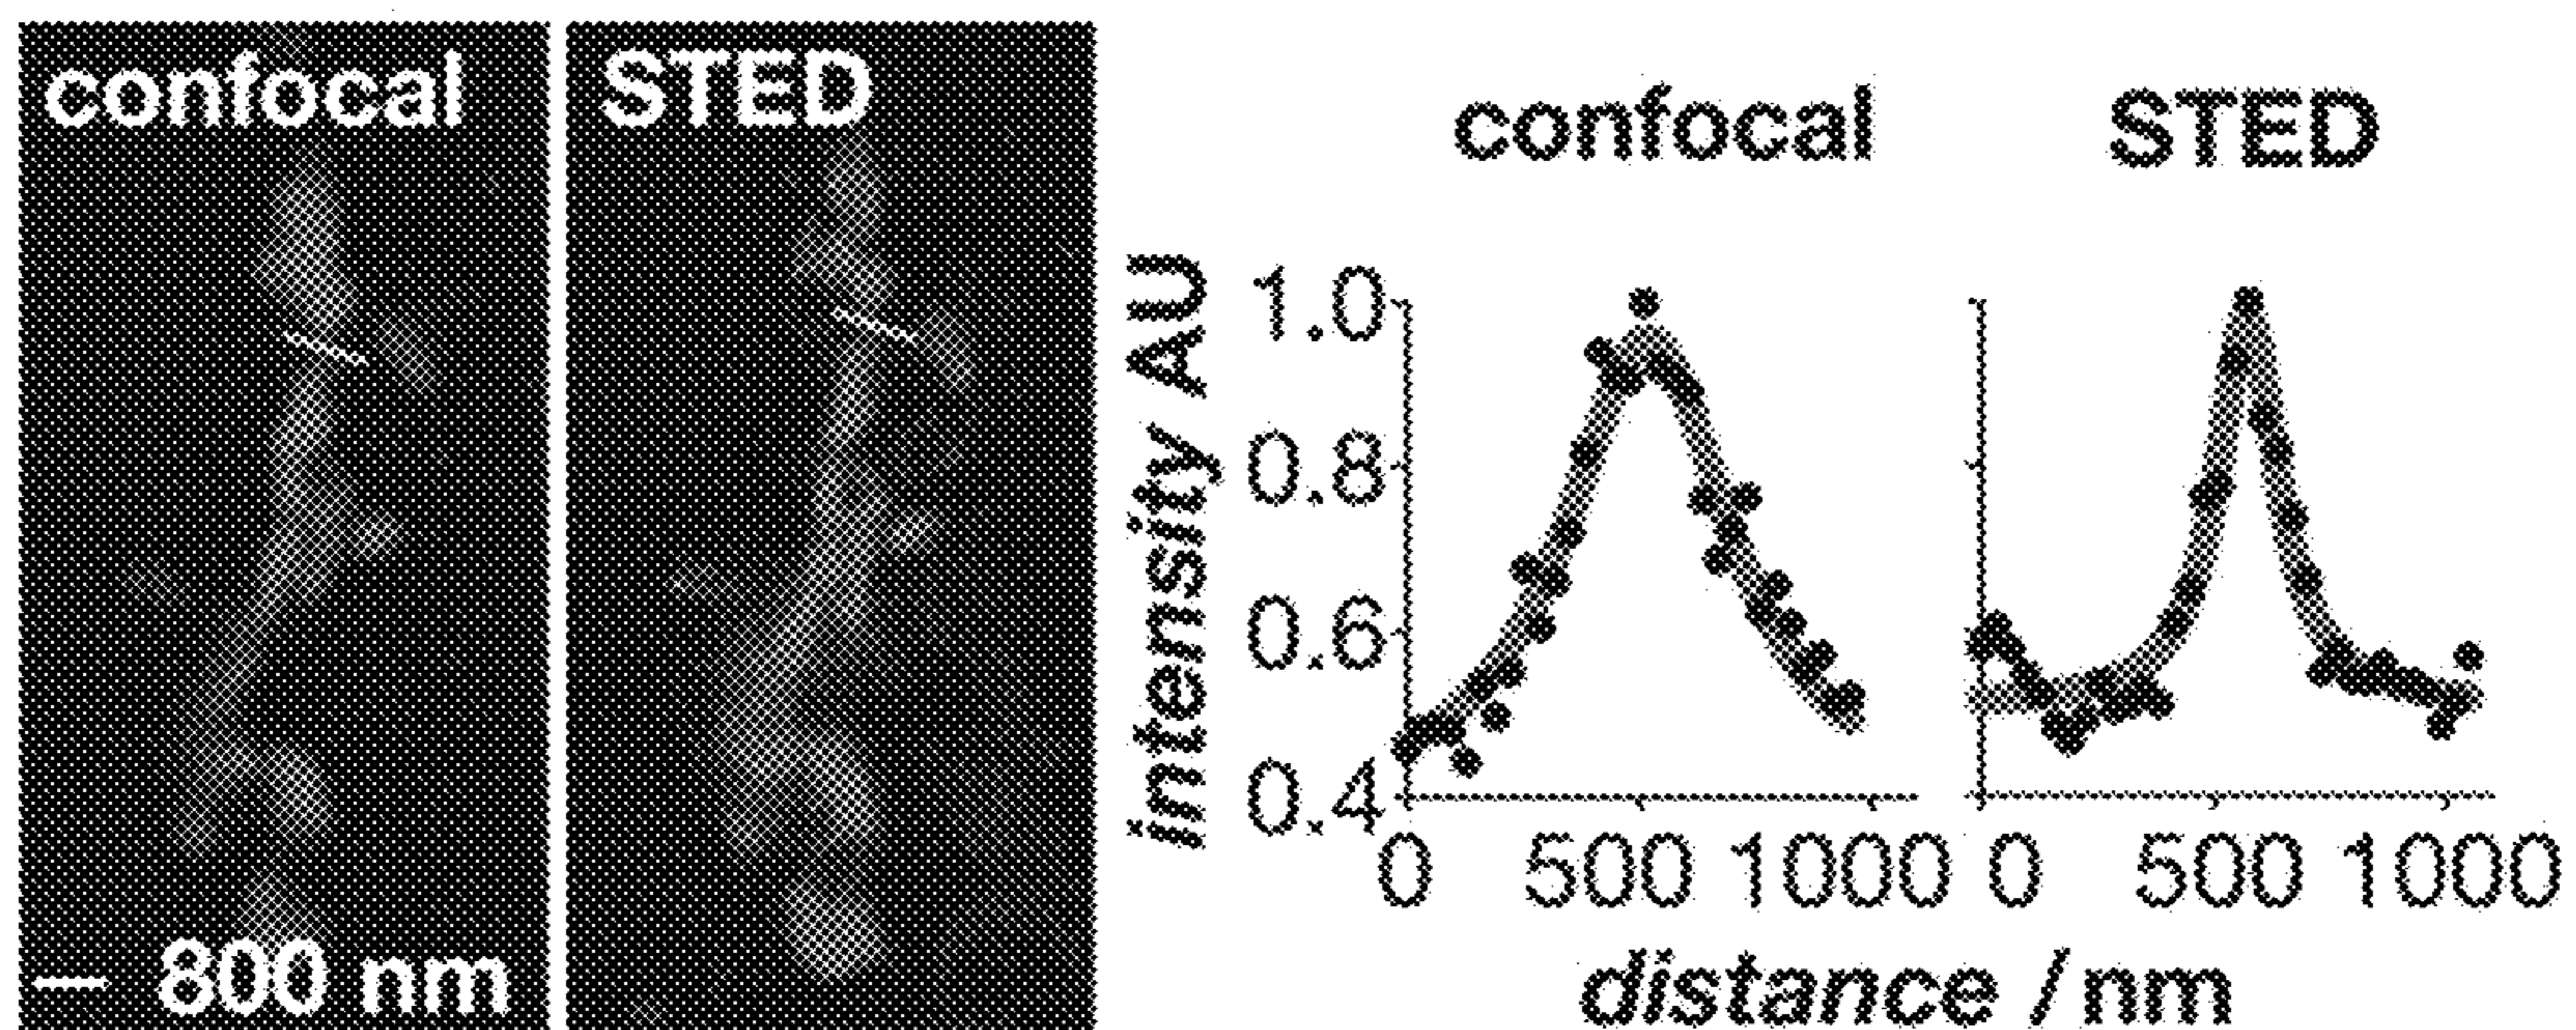 confocal
STED
800 nm
confocal
STED
intensity AU
1.0
0.8
0.6
0.4
0 500 1000
0 500 1000
distance / nm